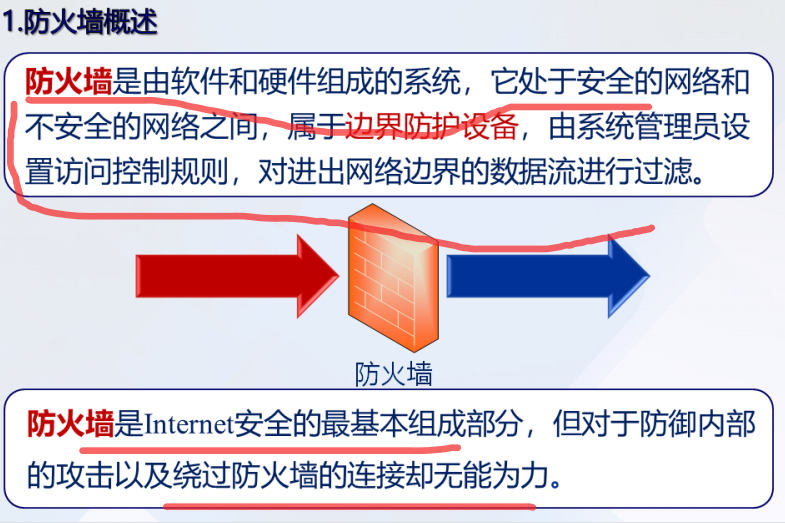 1.防火墙概述
防火墙是由软件和硬件组成的系统，它处于安全的网络和
不安全的网络之间，属于边界防护设备，由系统管理员设
置访问控制规则，对进出网络边界的数据流进行过滤。
防火墙
防火墙是Internet安全的最基本组成部分，但对于防御内部
的攻击以及绕过防火墙的连接却无能为力。